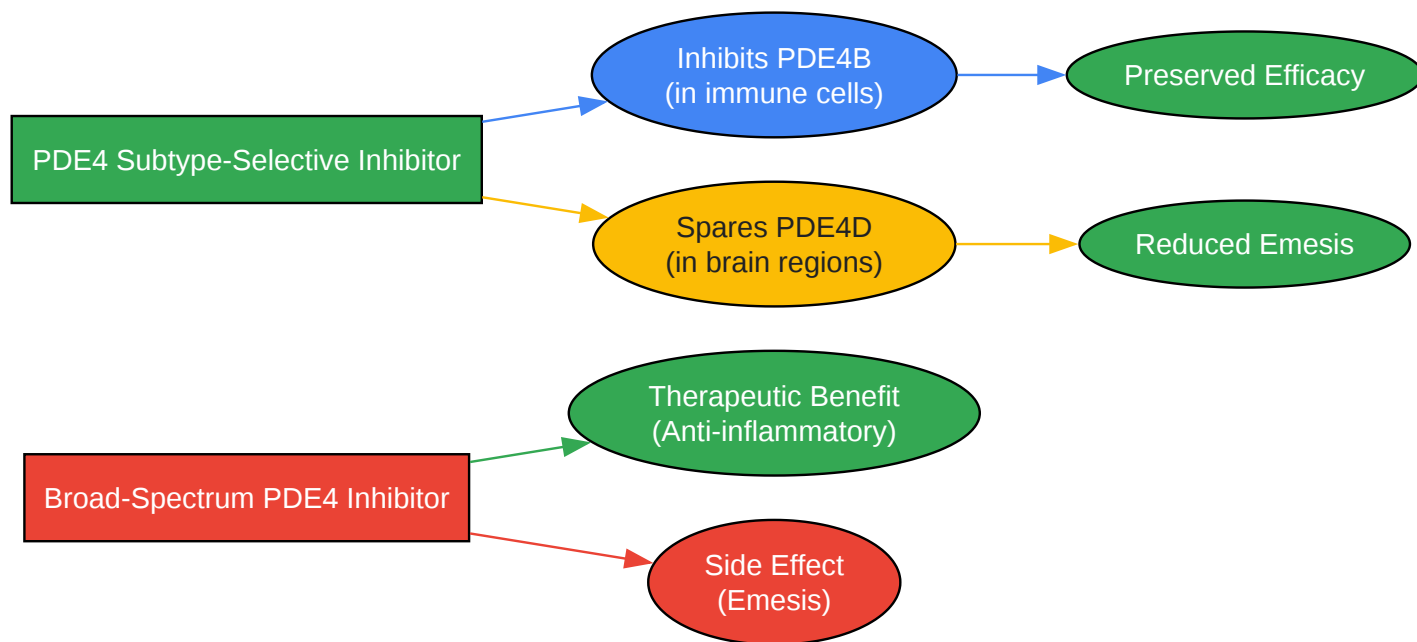 Inhibits PDE4B
(in immune cells)
Preserved Efficacy
PDE4 Subtype-Selective Inhibitor
Spares PDE4D
(in brain regions)
Reduced Emesis
Therapeutic Benefit
(Anti-inflammatory)
Broad-Spectrum PDE4 Inhibitor
Side Effect
(Emesis)